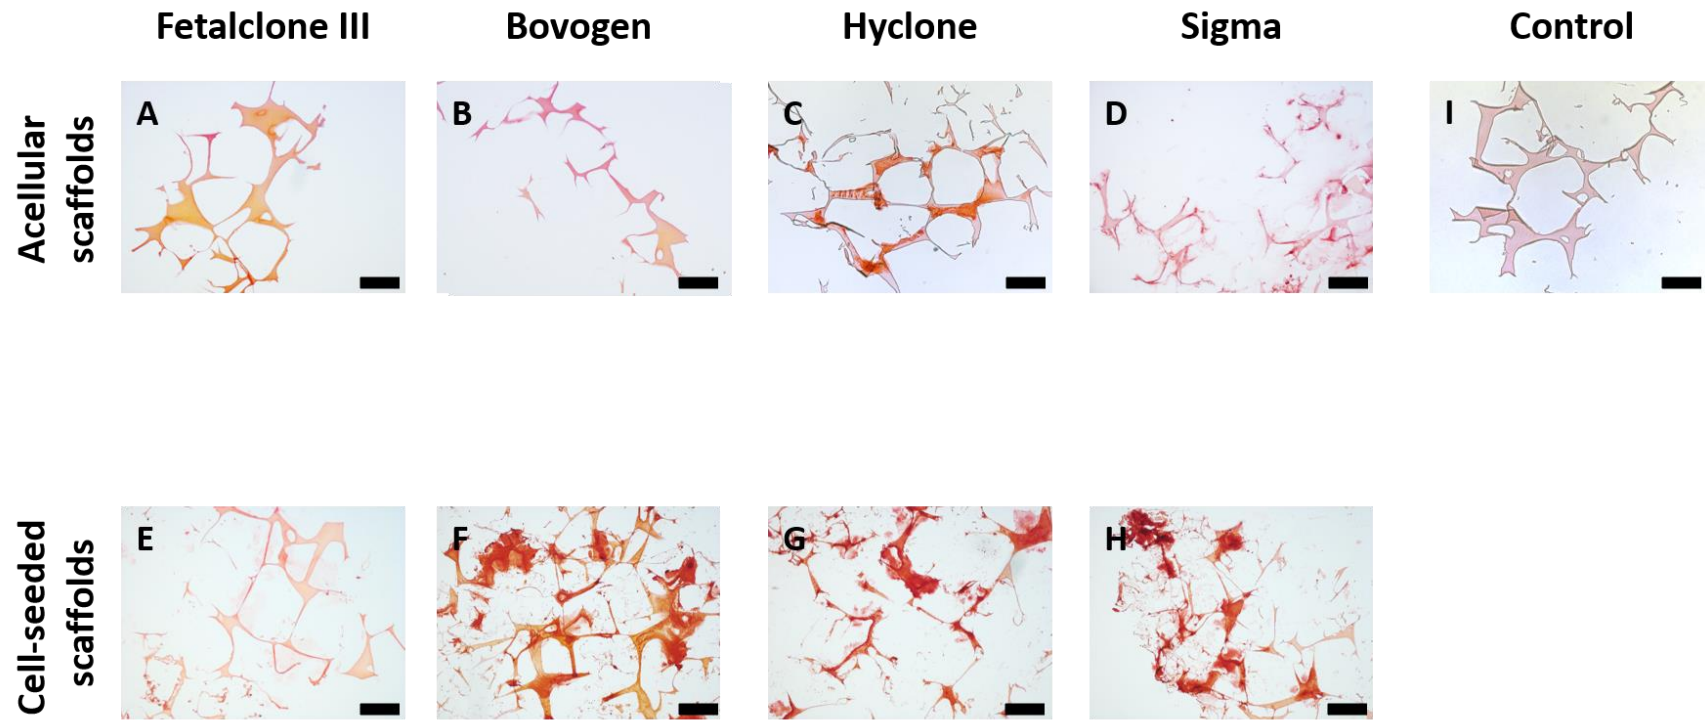 Fetalclone III
Bovogen
Hyclone
Sigma
Control
Acellular
scaffolds
A
B
C
D
I
Cell-seeded
scaffolds
E
F
G
H